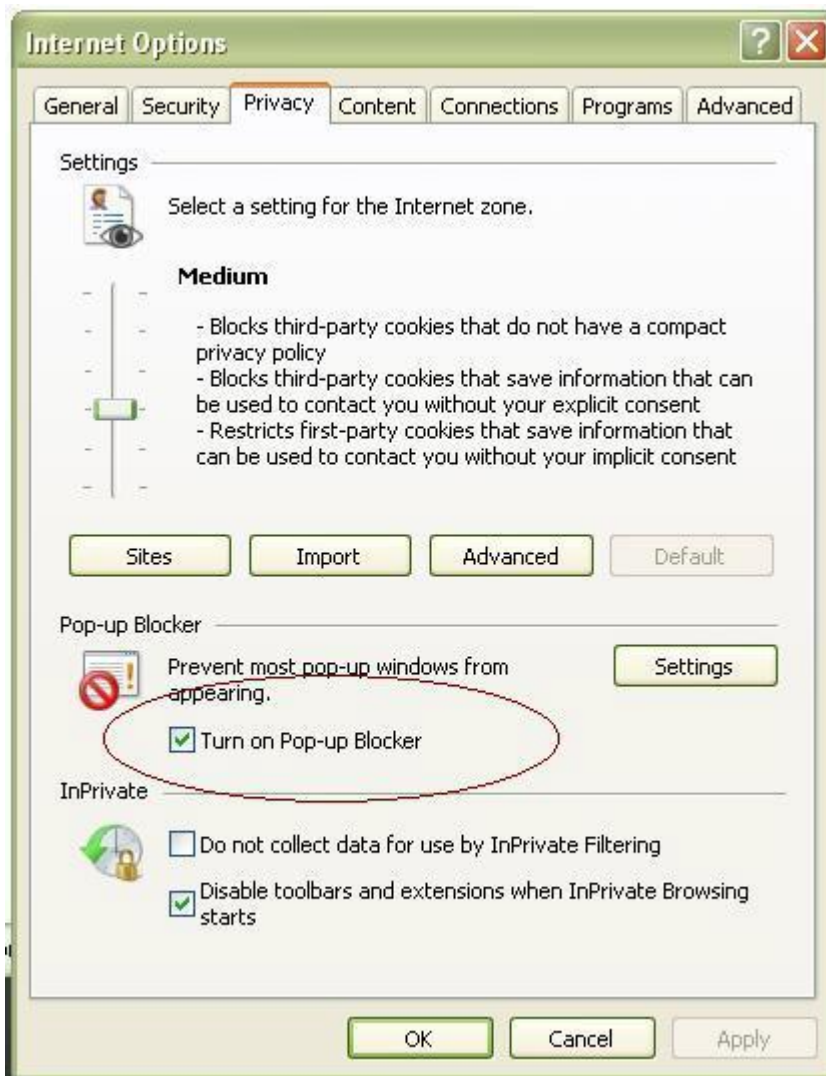 Internet Options
General Security Privacy Content Connections Programs Advanced
Settings
Select a setting for the Internet zone.
Medium
- Blocks third-party cookies that do not have a compact
privacy policy
- Blocks third-party cookies that save information that can
be used to contact you without your explicit consent
- Restricts first-party cookies that save information that
can be used to contact you without your implicit consent
Sites Import Advanced Default
Pop-up Blocker
Prevent most pop-up windows from
appearing.
Settings
Turn on Pop-up Blocker
InPrivate
Do not collect data for use by InPrivate Filtering
Disable toolbars and extensions when InPrivate Browsing
starts
OK Cancel Apply